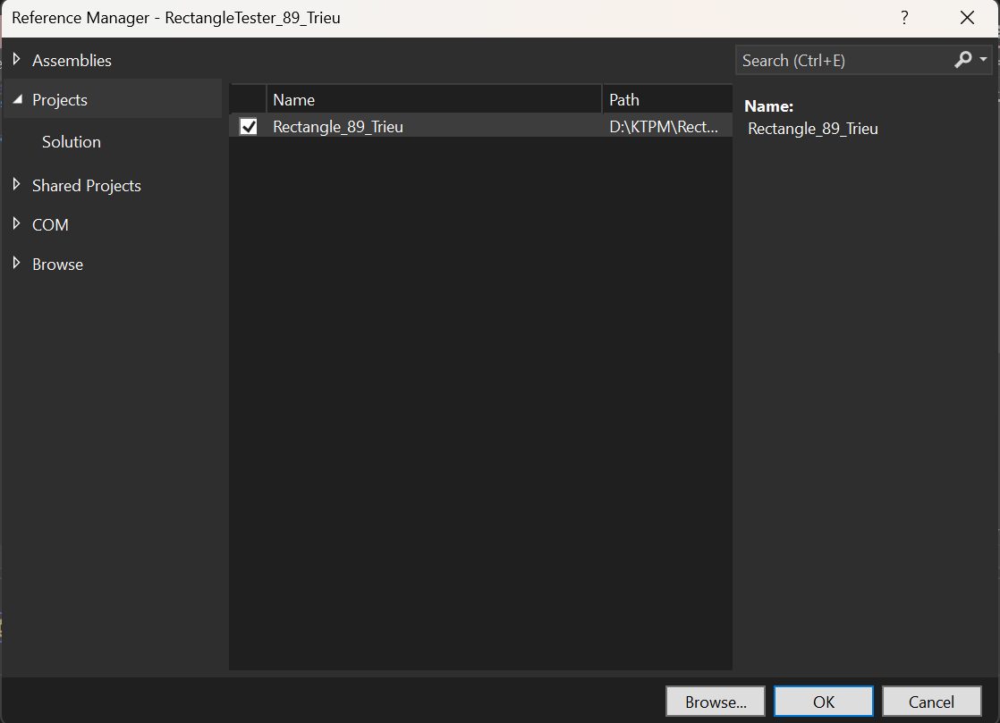 Reference Manager - RectangleTester_89_Trieu
?
Assemblies
Search (Ctrl+E)
Projects
Name Path
Name:
Rectangle_89_Trieu D:\KTPM\Rect...
Rectangle_89_Trieu
Solution
Shared Projects
COM
Browse
Browse... OK Cancel